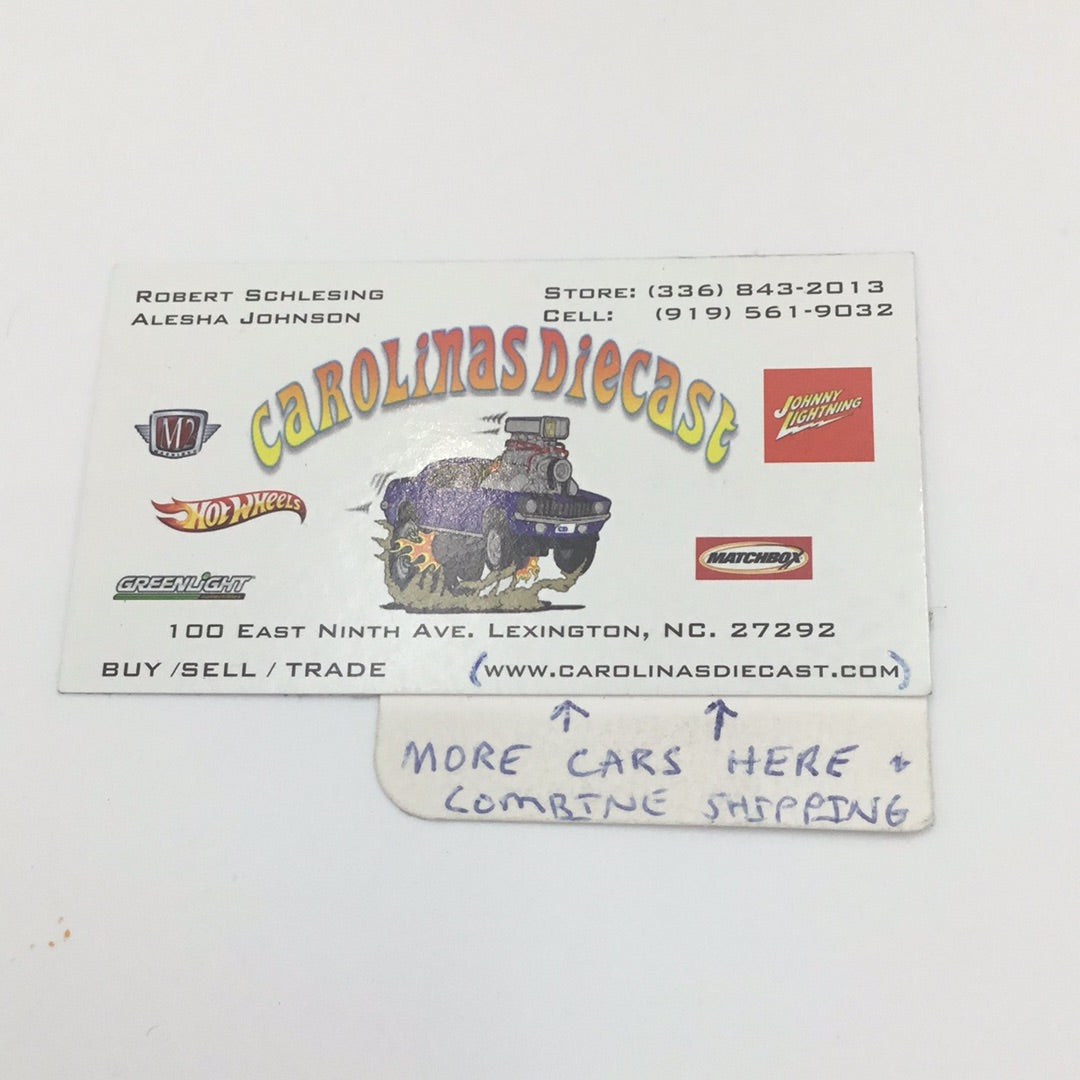 ROBERT SCHLESING
ALESHA JOHNSON
STORE: (336) 843-2013
CELL: (919) 561-9032
CAROLINAS DIECAST
M2
JOHNNY LIGHTNING
HOT WHEELS
MATCHBOX
GREENLIGHT
100 EAST NINTH AVE. LEXINGTON, NC. 27292
BUY /SELL / TRADE (WWW.CAROLINASDIECAST.COM)
↑ ↑
MORE CARS HERE +
COMBINE SHIPPING